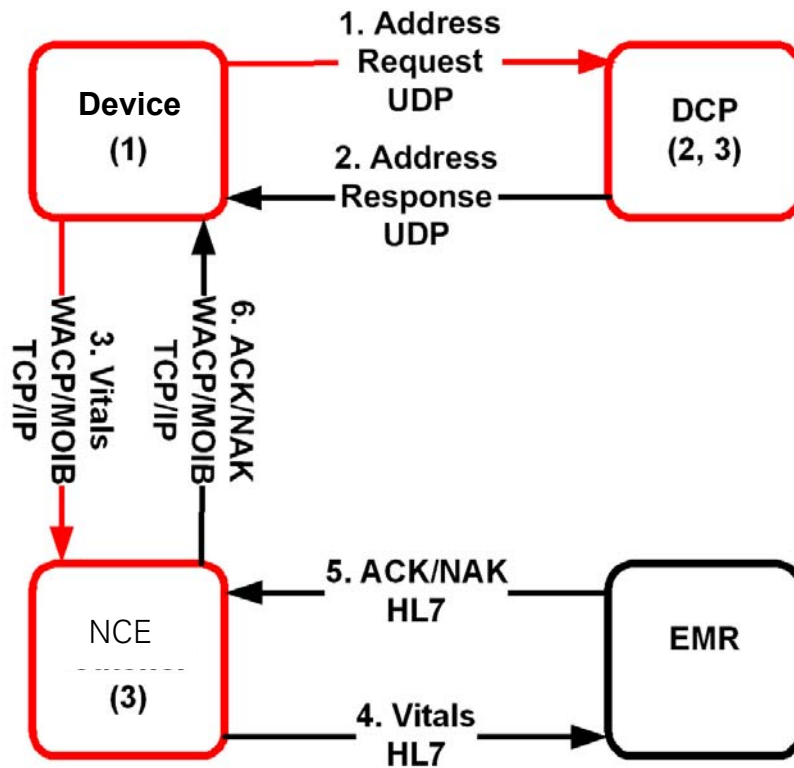 1. Address
Request
UDP
Device
(1)
DCP
(2, 3)
2. Address
Response
UDP
3. Vitals
WACP/MOIB
TCP/IP
6. ACK/NAK
WACP/MOIB
TCP/IP
5. ACK/NAK
HL7
NCE
(3)
EMR
4. Vitals
HL7